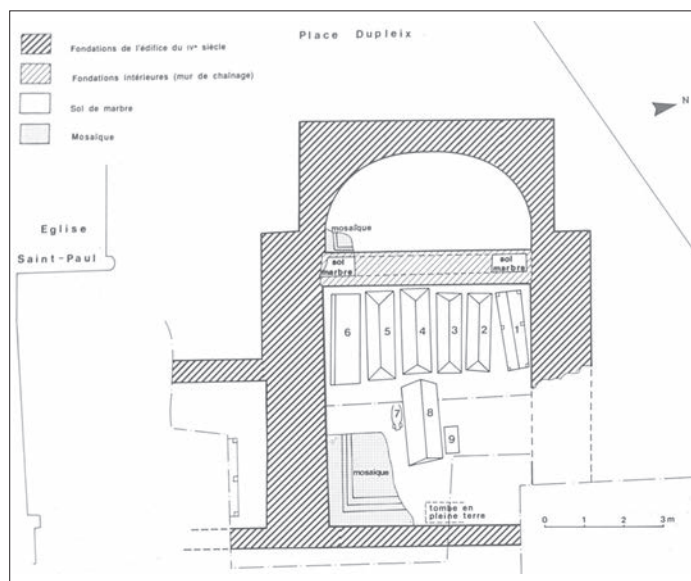 Place Dupleix
Fondations de l'édifice du IVe siècle
Fondations intérieures (mur de chaînage)
Sol de marbre
Mosaïque
N
Eglise
Saint-Paul
mosaïque
sol
marbre
sol
marbre
6
5
4
3
2
1
7
8
9
mosaïque
tombe en
pleine terre
0 1 2 3 m